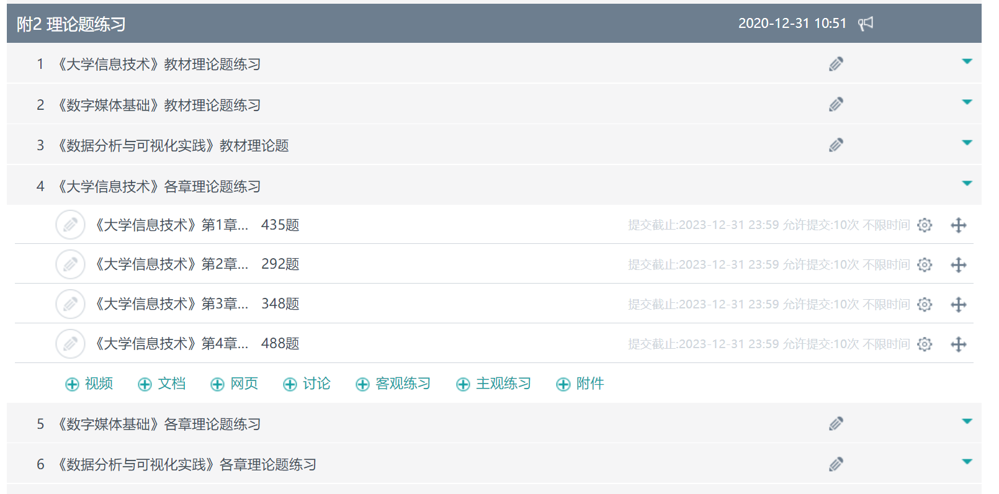 附2 理论题练习 2020-12-31 10:51
1 《大学信息技术》教材理论题练习
2 《数字媒体基础》教材理论题练习
3 《数据分析与可视化实践》教材理论题
4 《大学信息技术》各章理论题练习
《大学信息技术》第1章... 435题 提交截止:2023-12-31 23:59 允许提交:10次 不限时间
《大学信息技术》第2章... 292题 提交截止:2023-12-31 23:59 允许提交:10次 不限时间
《大学信息技术》第3章... 348题 提交截止:2023-12-31 23:59 允许提交:10次 不限时间
《大学信息技术》第4章... 488题 提交截止:2023-12-31 23:59 允许提交:10次 不限时间
视频 文档 网页 讨论 客观练习 主观练习 附件
5 《数字媒体基础》各章理论题练习
6 《数据分析与可视化实践》各章理论题练习